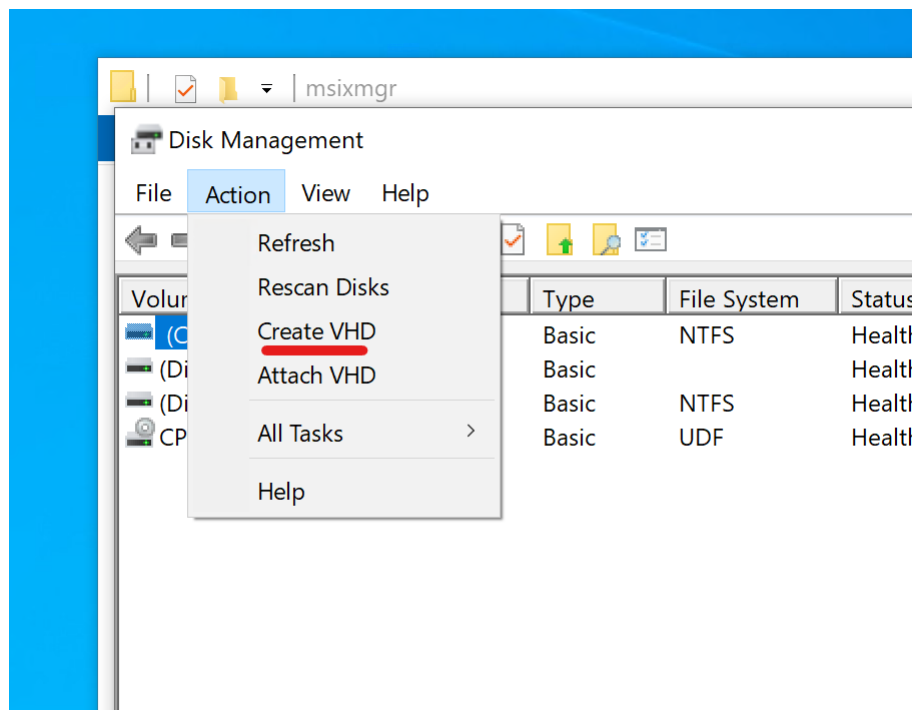 msixmgr
Disk Management
File Action View Help
Refresh
Rescan Disks
Create VHD
Attach VHD
All Tasks
Help
Type File System
Basic NTFS
Basic
Basic NTFS
CP Basic UDF